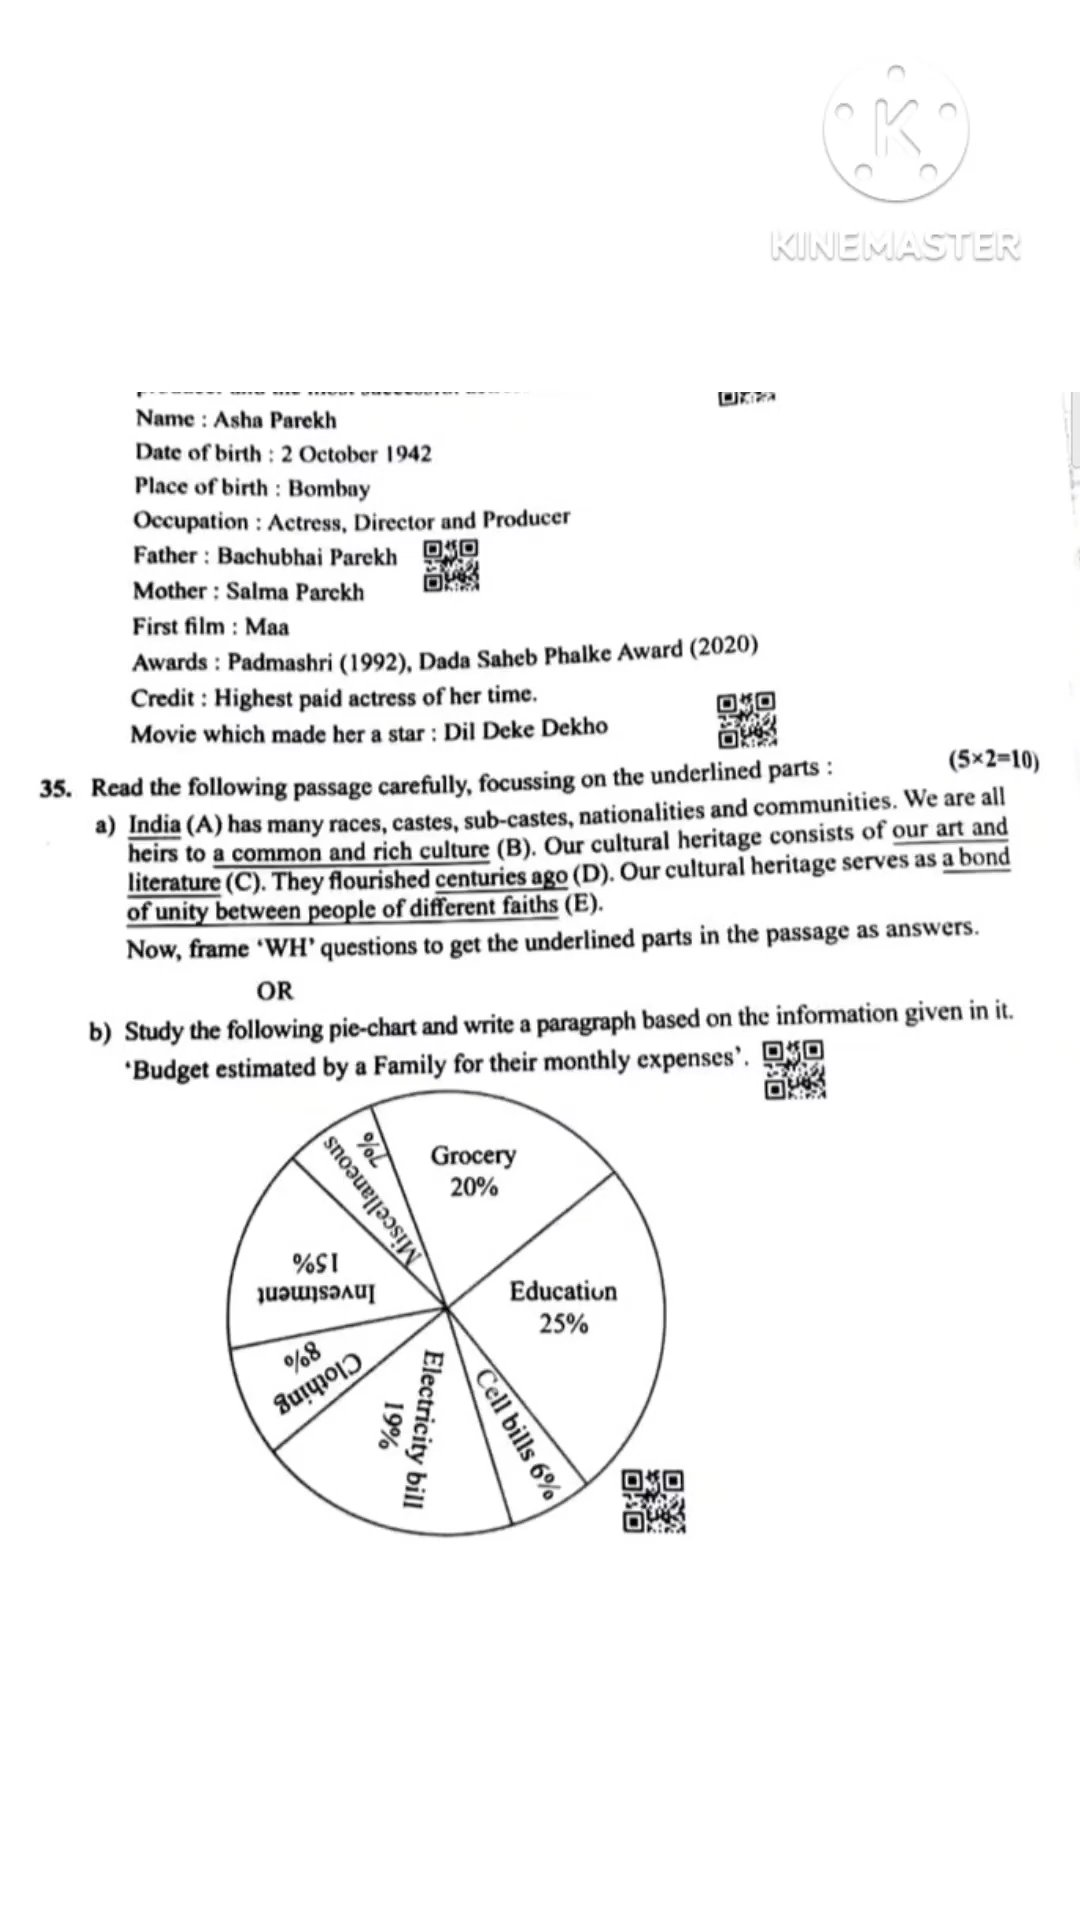 KINEMASTER
Name : Asha Parekh
Date of birth : 2 October 1942
Place of birth : Bombay
Occupation : Actress, Director and Producer
Father : Bachubhai Parekh
Mother : Salma Parekh
First film : Maa
Awards : Padmashri (1992), Dada Saheb Phalke Award (2020)
Credit : Highest paid actress of her time.
Movie which made her a star : Dil Deke Dekho
35. Read the following passage carefully, focussing on the underlined parts : (5×2=10)
a) India (A) has many races, castes, sub-castes, nationalities and communities. We are all
heirs to a common and rich culture (B). Our cultural heritage consists of our art and
literature (C). They flourished centuries ago (D). Our cultural heritage serves as a bond
of unity between people of different faiths (E).
Now, frame ‘WH’ questions to get the underlined parts in the passage as answers.
OR
b) Study the following pie-chart and write a paragraph based on the information given in it.
‘Budget estimated by a Family for their monthly expenses’.
Grocery
20%
Education
25%
Cell bills 6%
Electricity bill
19%
Clothing
8%
Investment
15%
Miscellaneous
7%